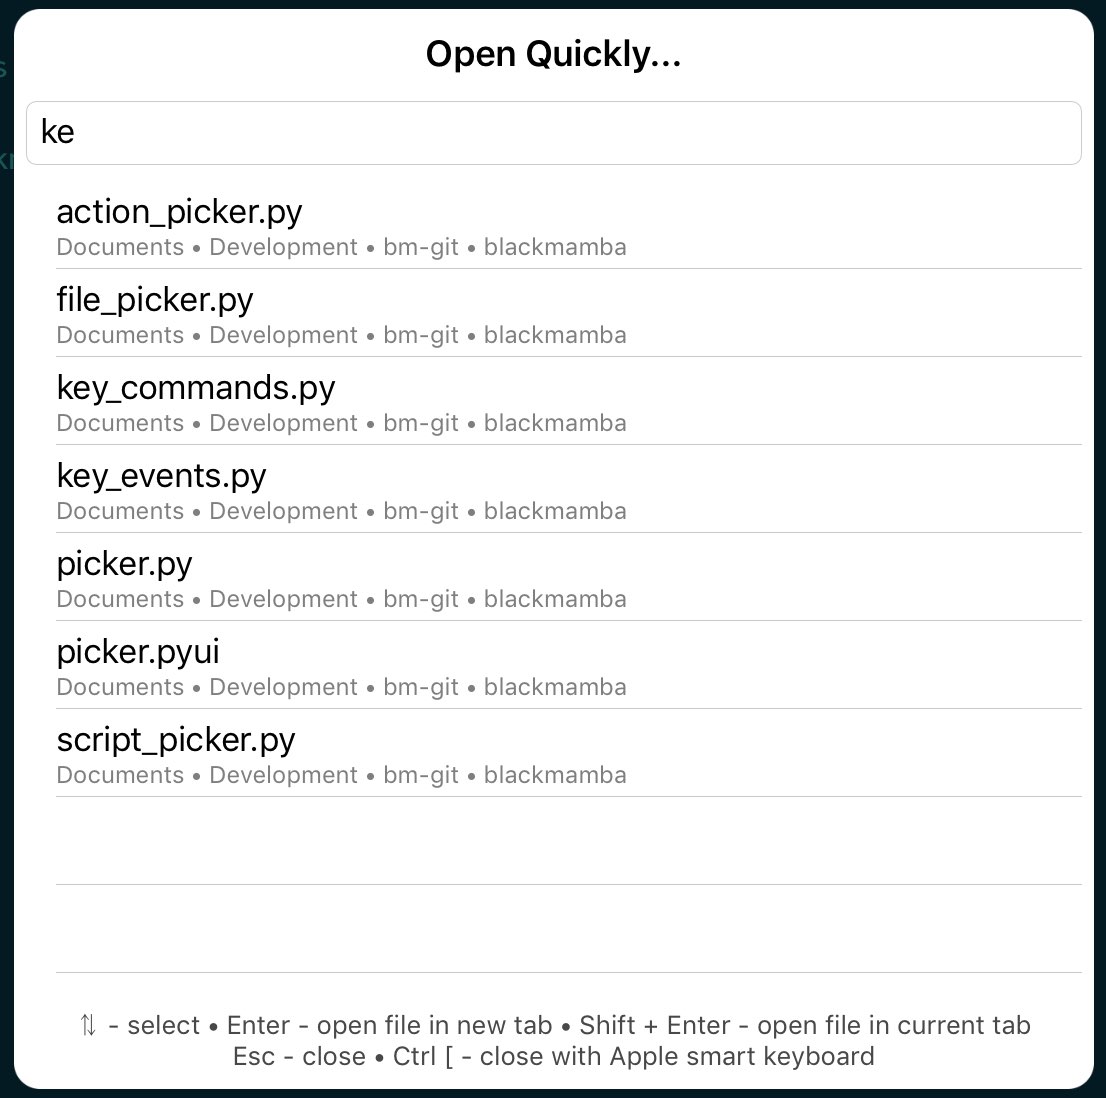 Open Quickly...
ke
action_picker.py
Documents • Development • bm-git • blackmamba
file_picker.py
Documents • Development • bm-git • blackmamba
key_commands.py
Documents • Development • bm-git • blackmamba
key_events.py
Documents • Development • bm-git • blackmamba
picker.py
Documents • Development • bm-git • blackmamba
picker.pyui
Documents • Development • bm-git • blackmamba
script_picker.py
Documents • Development • bm-git • blackmamba
⇅ - select • Enter - open file in new tab • Shift + Enter - open file in current tab
Esc - close • Ctrl [ - close with Apple smart keyboard